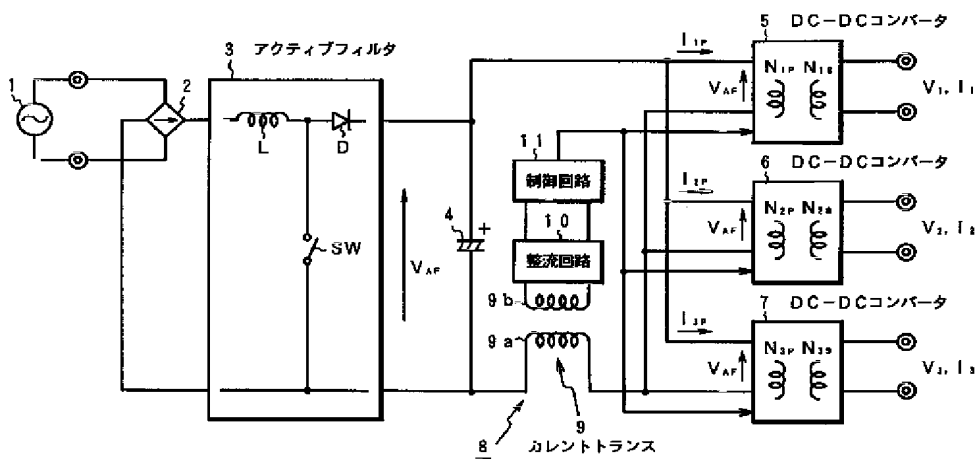 3 アクティブフィルタ
5 DC-DCコンバータ
I₁P
1
2
L
D
SW
VAF
4
+
11
制御回路
10
整流回路
9b
9a
9
8 カレントトランス
VAF
N₁P N₁S
V₁, I₁
6 DC-DCコンバータ
I₂P
VAF
N₂P N₂S
V₂, I₂
7 DC-DCコンバータ
I₃P
VAF
N₃P N₃S
V₃, I₃